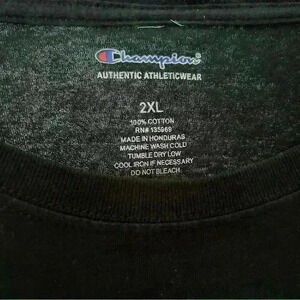 Champion
AUTHENTIC ATHLETICWEAR
2XL
100% COTTON
RN# 135969
MADE IN HONDURAS
MACHINE WASH COLD
TUMBLE DRY LOW
COOL IRON IF NECESSARY
DO NOT BLEACH